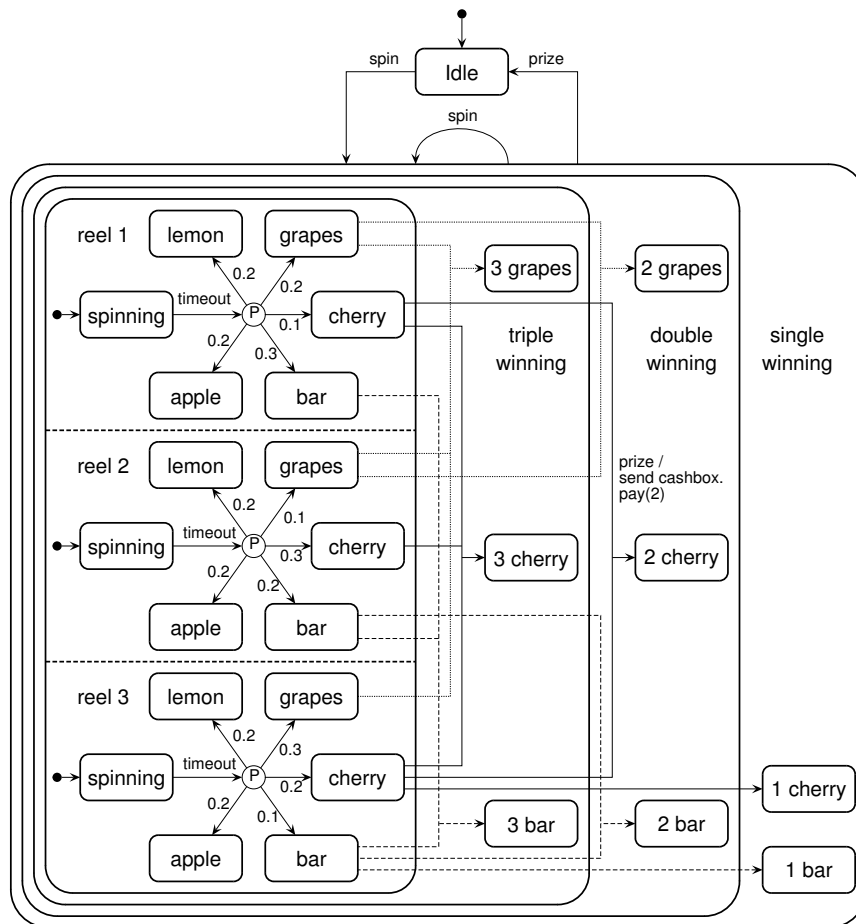 spin
Idle
prize
spin
reel 1
lemon
grapes
0.2
0.2
3 grapes
2 grapes
timeout
spinning
P
0.1
cherry
0.2
0.3
triple
winning
double
winning
single
winning
apple
bar
reel 2
lemon
grapes
0.2
0.1
prize /
send cashbox.
pay(2)
timeout
spinning
P
0.3
cherry
3 cherry
2 cherry
0.2
0.2
apple
bar
reel 3
lemon
grapes
0.2
0.3
timeout
spinning
P
0.2
cherry
1 cherry
0.2
0.1
3 bar
2 bar
apple
bar
1 bar